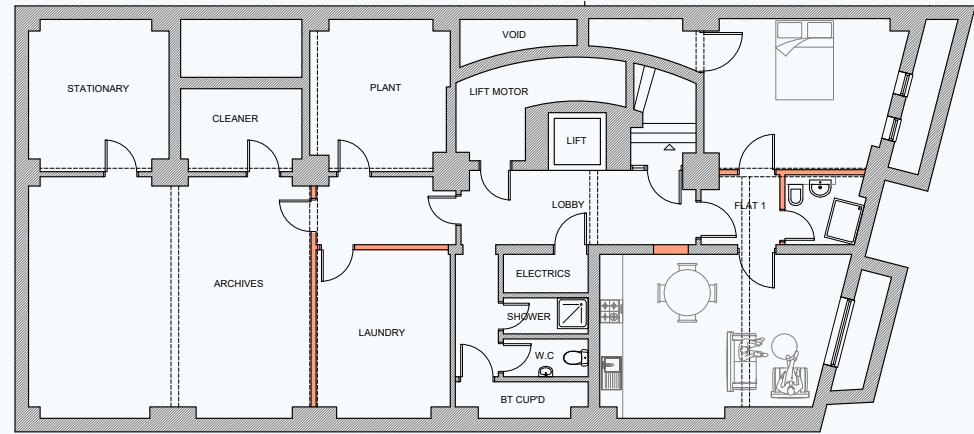 VOID
STATIONARY
PLANT
LIFT MOTOR
CLEANER
LIFT
LOBBY
FLAT 1
ELECTRICS
ARCHIVES
SHOWER
LAUNDRY
W.C
BT CUP'D